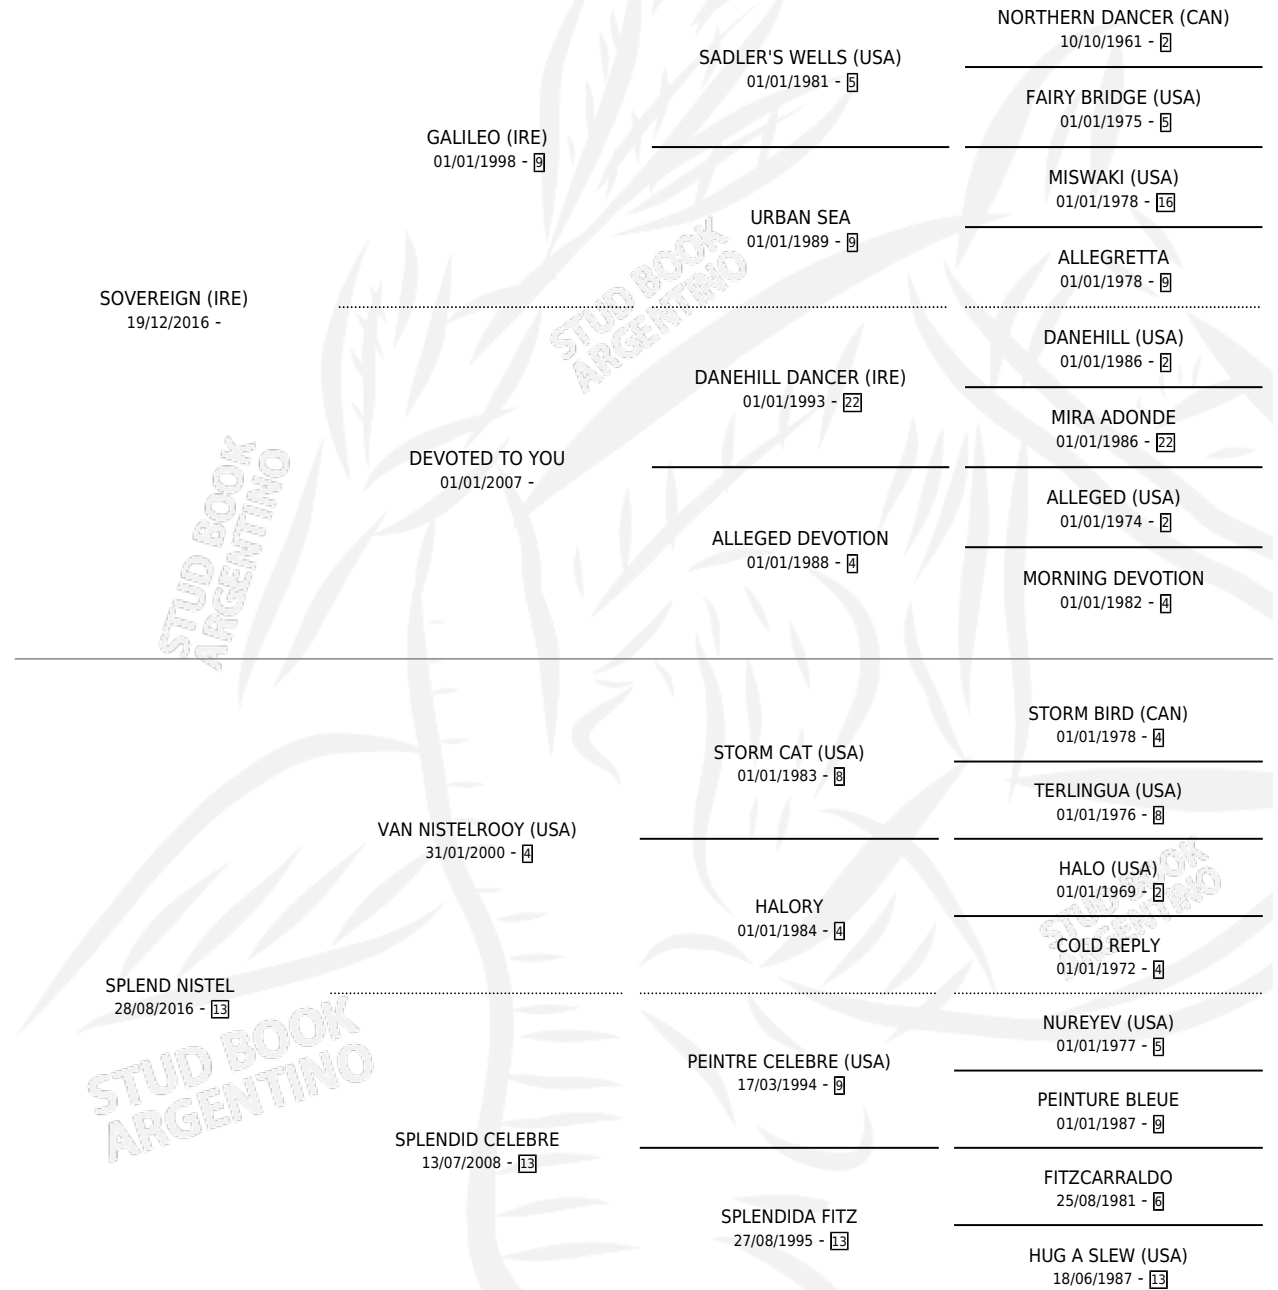 NORTHERN DANCER (CAN)
10/10/1961 - 2
SADLER'S WELLS (USA)
01/01/1981 - 5
FAIRY BRIDGE (USA)
01/01/1975 - 5
GALILEO (IRE)
01/01/1998 - 9
MISWAKI (USA)
01/01/1978 - 16
URBAN SEA
01/01/1989 - 9
ALLEGRETTA
01/01/1978 - 9
SOVEREIGN (IRE)
19/12/2016 -
DANEHILL (USA)
01/01/1986 - 2
DANEHILL DANCER (IRE)
01/01/1993 - 22
MIRA ADONDE
01/01/1986 - 22
DEVOTED TO YOU
01/01/2007 -
ALLEGED (USA)
01/01/1974 - 2
ALLEGED DEVOTION
01/01/1988 - 4
MORNING DEVOTION
01/01/1982 - 4
STORM BIRD (CAN)
01/01/1978 - 4
STORM CAT (USA)
01/01/1983 - 8
TERLINGUA (USA)
01/01/1976 - 8
VAN NISTELROOY (USA)
31/01/2000 - 4
HALO (USA)
01/01/1969 - 2
HALORY
01/01/1984 - 4
COLD REPLY
01/01/1972 - 4
SPLEND NISTEL
28/08/2016 - 13
NUREYEV (USA)
01/01/1977 - 5
PEINTRE CELEBRE (USA)
17/03/1994 - 9
PEINTURE BLEUE
01/01/1987 - 9
SPLENDID CELEBRE
13/07/2008 - 13
FITZCARRALDO
25/08/1981 - 6
SPLENDIDA FITZ
27/08/1995 - 13
HUG A SLEW (USA)
18/06/1987 - 13
STUD BOOK
ARGENTINO
STUD BOOK
ARGENTINO
STUD BOOK
ARGENTINO
STUD BOOK
ARGENTINO